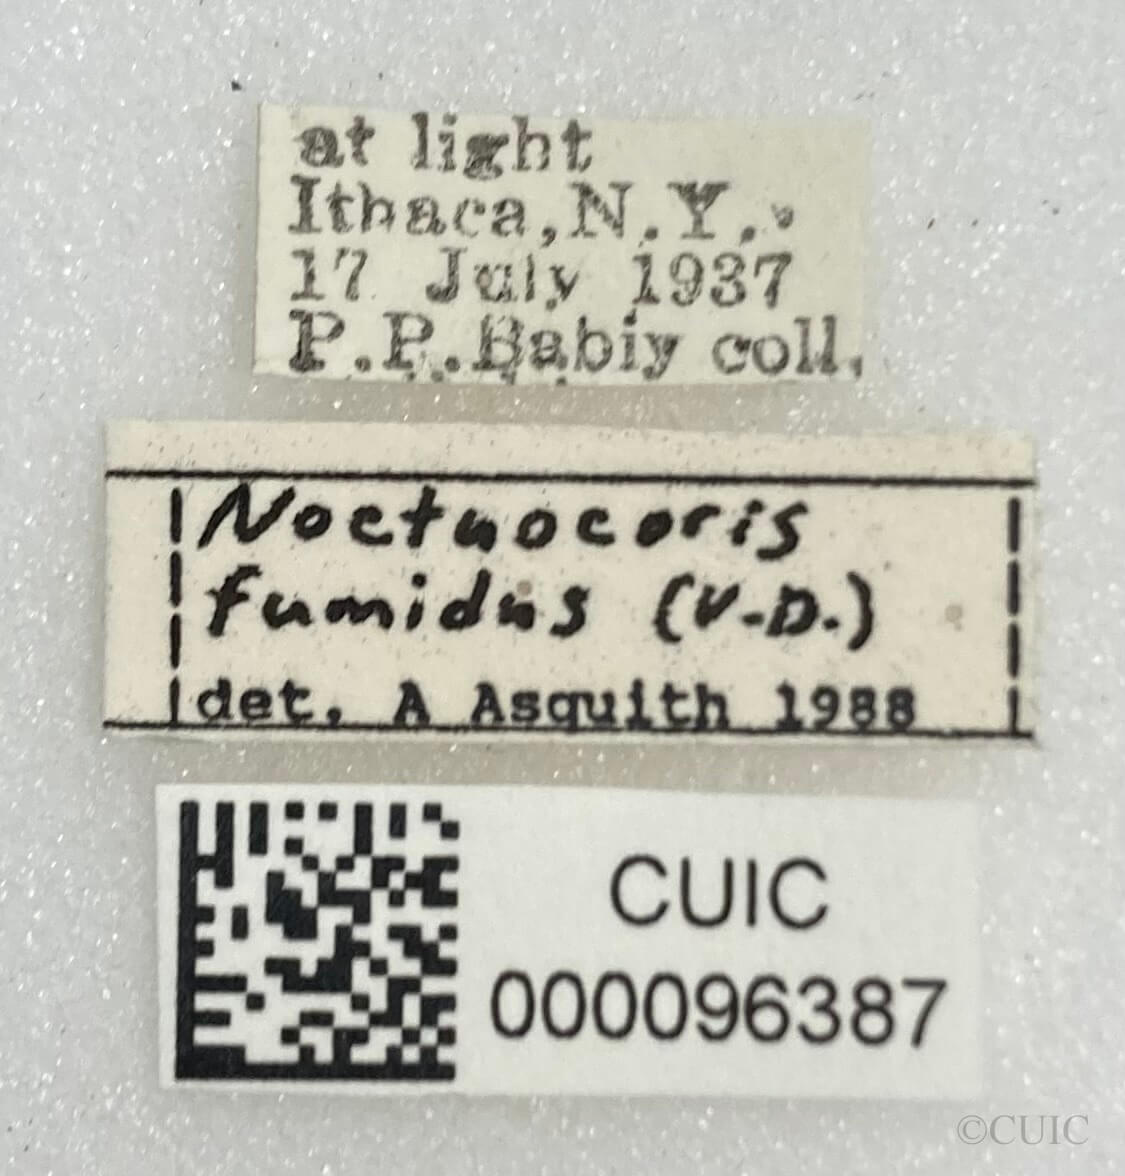 at light
Ithaca,N.Y.
17 July 1937
P.P.Babiy coll.
Noctuocoris
fumidus (V.D.)
det. A Asquith 1988
CUIC
000096387
©CUIC